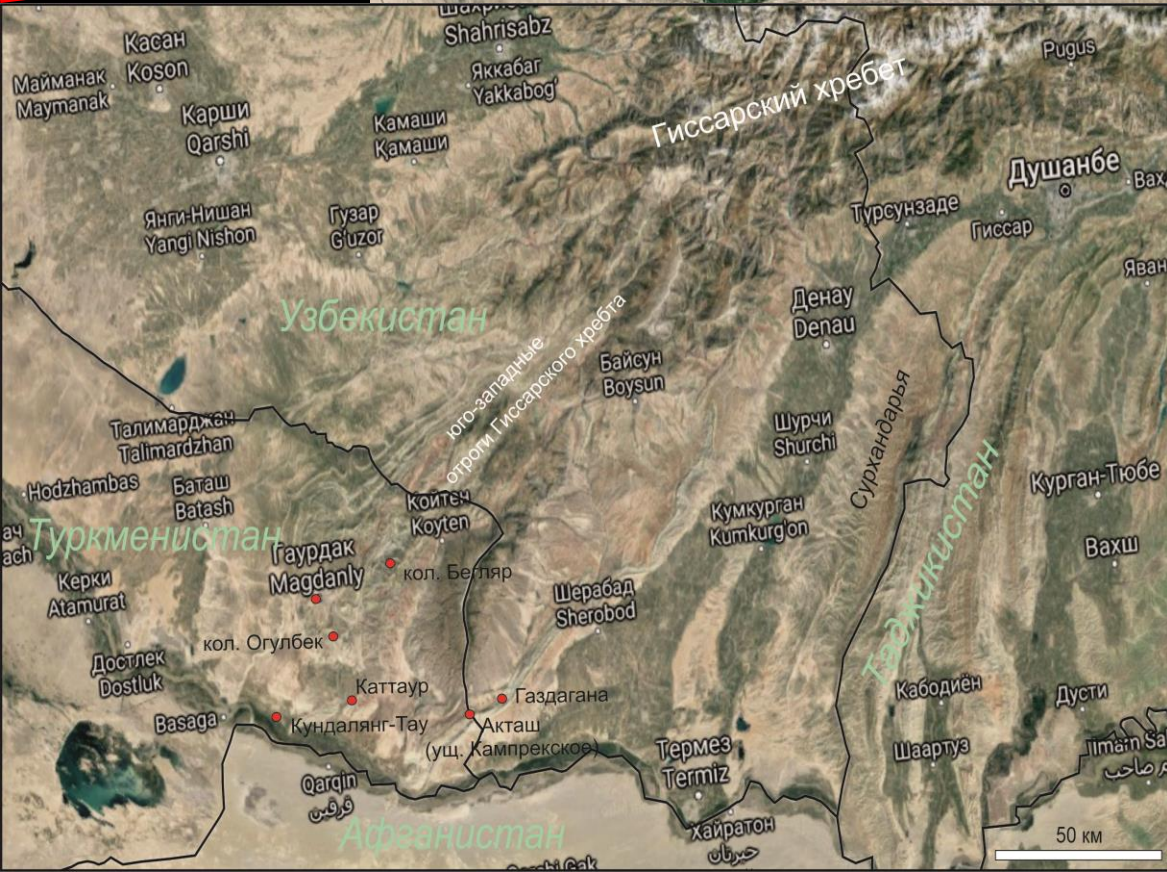 Shahrisabz
Касан
Koson
Майманак
Maymanak
Яккабаг
Yakkabog'
Pugus
Карши
Qarshi
Камаши
Қамаши
Гиссарский хребет
Душанбе
Турсунзаде
Гиссар
Янги-Нишан
Yangi Nishon
Гузар
G'uzor
Яван
Узбекистан
Денау
Denau
юго-западные
отроги Гиссарского хребта
Байсун
Boysun
Сурхандарья
Талимарджан
Talimardzhan
Шурчи
Shurchi
Hodzhambas
Баташ
Batash
Койтен
Koyten
Кумкурган
Kumkurg'on
Курган-Тюбе
Туркменистан
Таджикистан
Вахш
Гаурдак
Magdanly
кол. Бегляр
Керки
Atamurat
Шерабад
Sherobod
кол. Огулбек
Достлек
Dostluk
Каттаур
Газдагана
Кабодиён
Дусти
Basaga
Кундалянг-Тау
Акташ
(ущ. Кампрекское)
Термез
Termiz
Шаартуз
Qarqin
قرقین
Афганистан
Хайратон
حیرتان
50 км